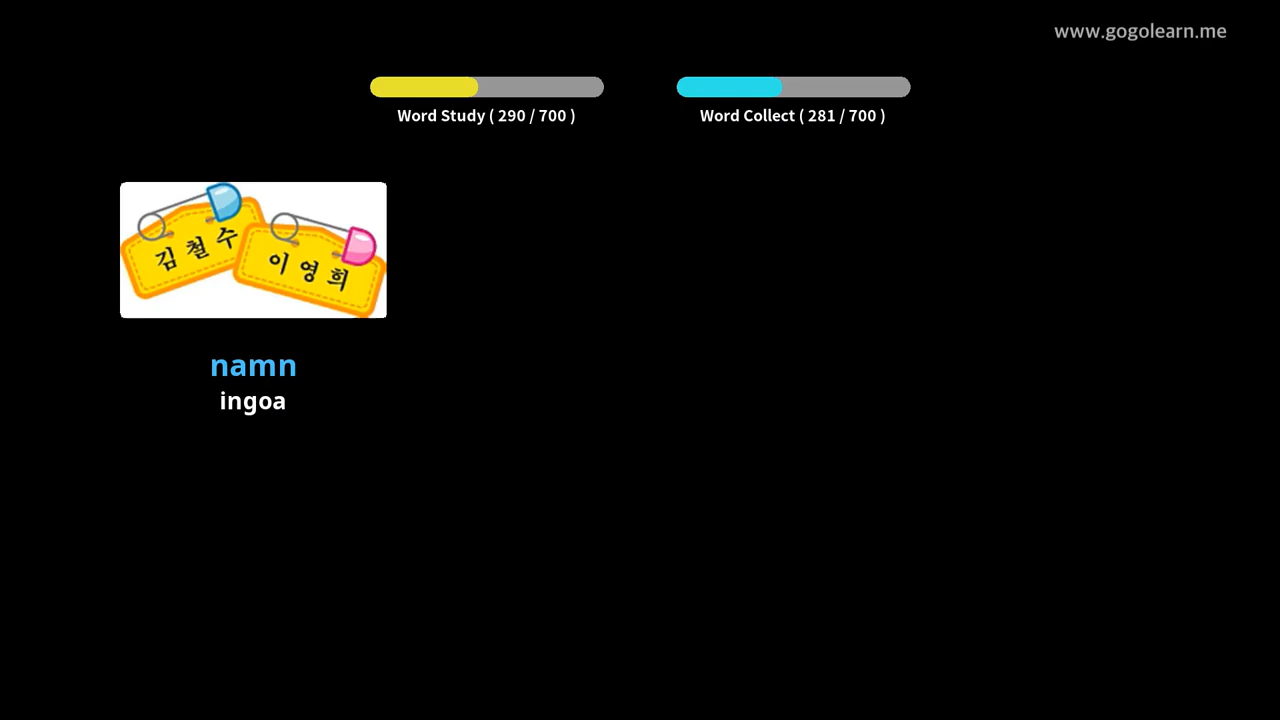 www.gogolearn.me
Word Study ( 290 / 700 )
Word Collect ( 281 / 700 )
김철수
이영희
namn
ingoa